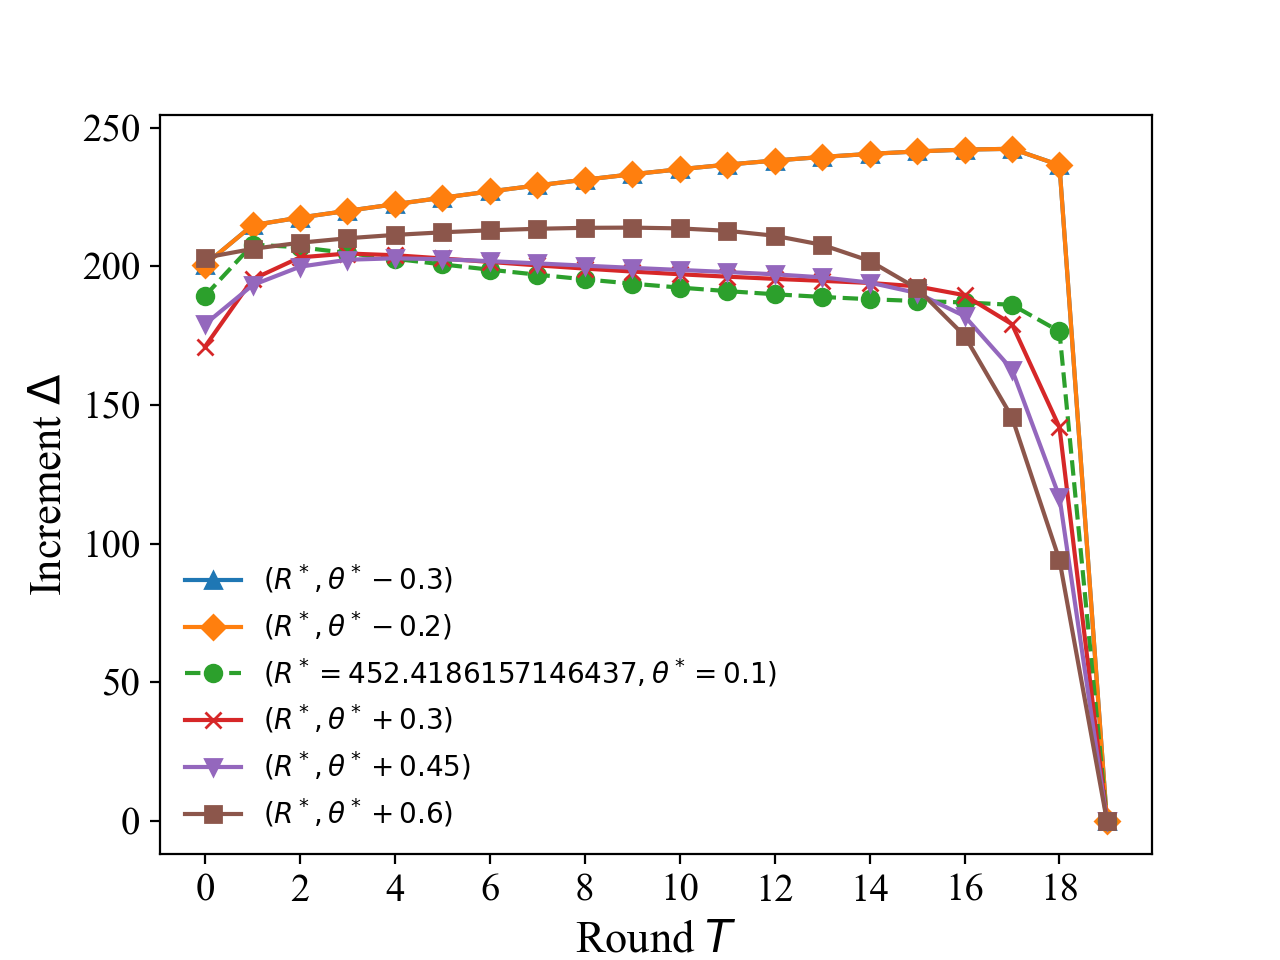 250
200
150
100
50
0
Increment Δ
(R*, θ* − 0.3)
(R*, θ* − 0.2)
(R* = 452.4186157146437, θ* = 0.1)
(R*, θ* + 0.3)
(R*, θ* + 0.45)
(R*, θ* + 0.6)
0 2 4 6 8 10 12 14 16 18
Round T